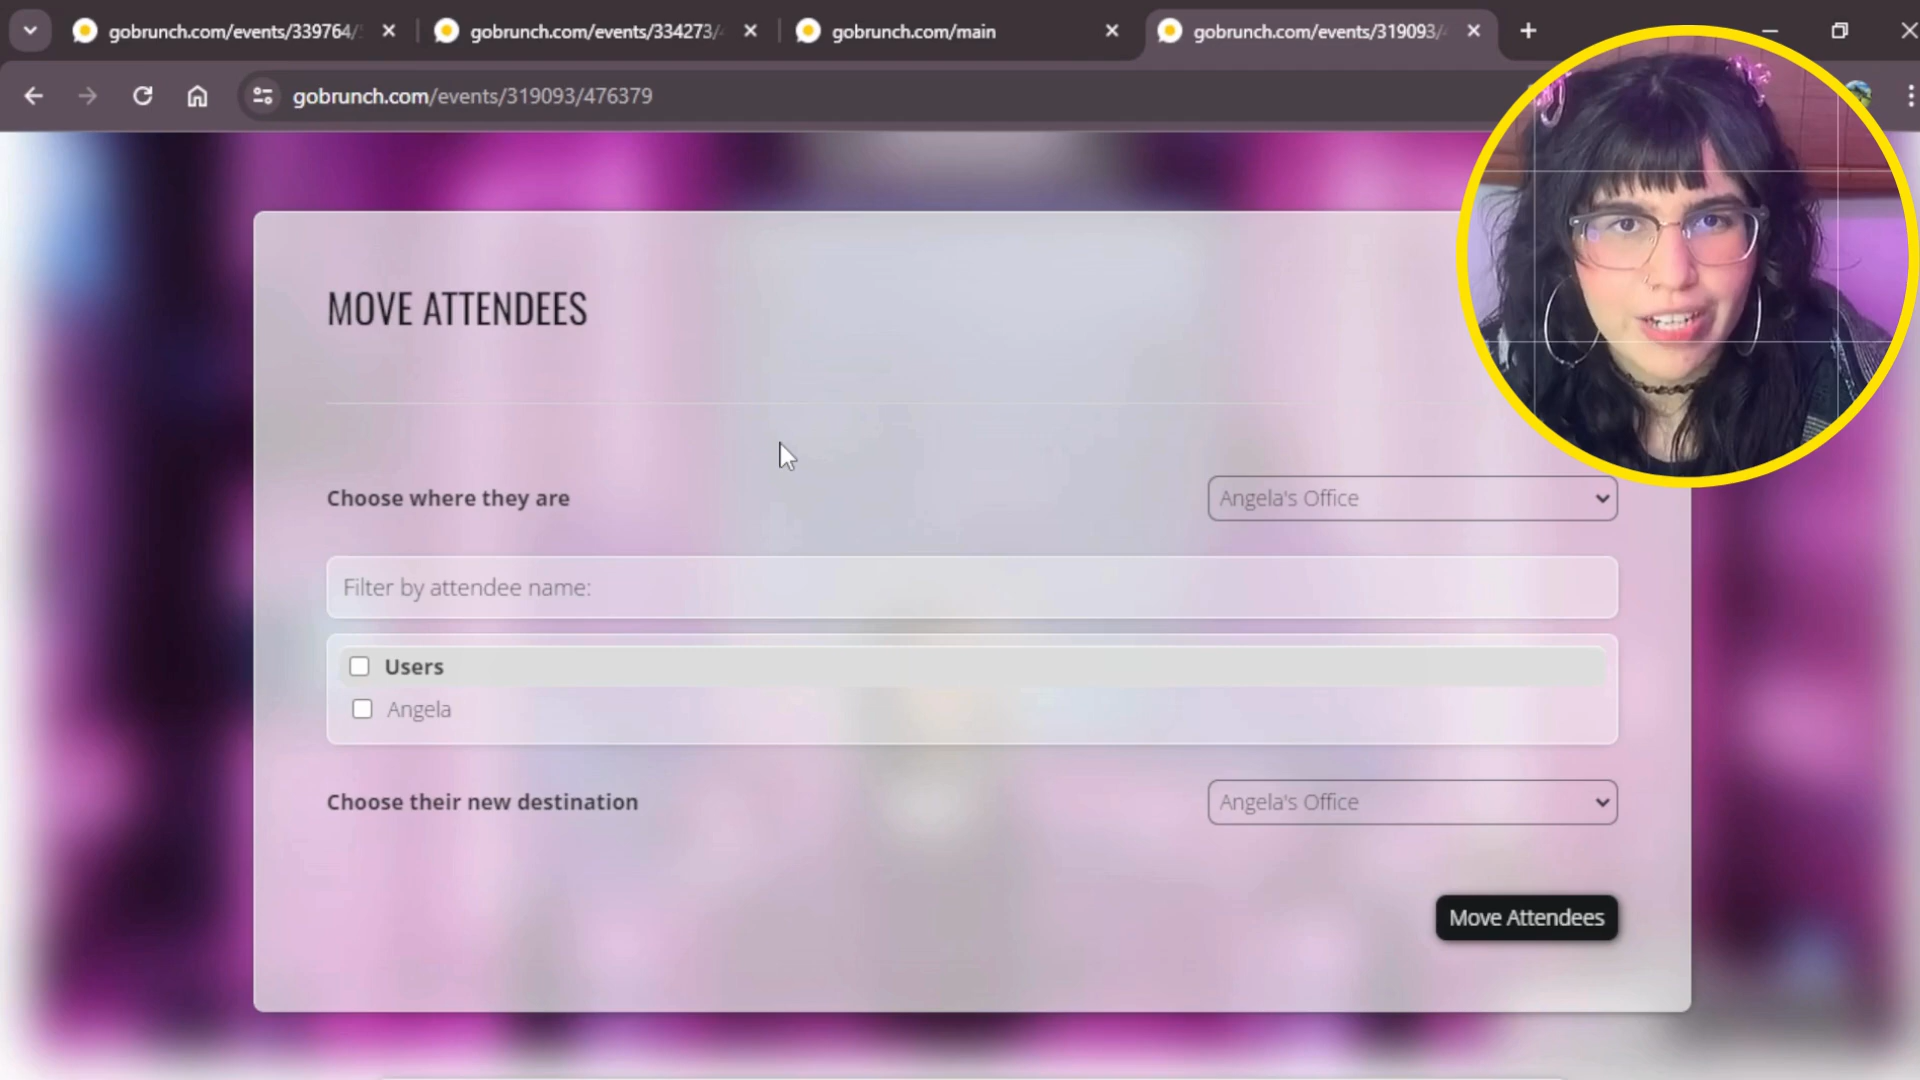 gobrunch.com/events/339764/
gobrunch.com/events/334273/
gobrunch.com/main
gobrunch.com/events/319093/
gobrunch.com/events/319093/476379
MOVE ATTENDEES
Choose where they are
Angela's Office
Filter by attendee name:
Users
Angela
Choose their new destination
Angela's Office
Move Attendees